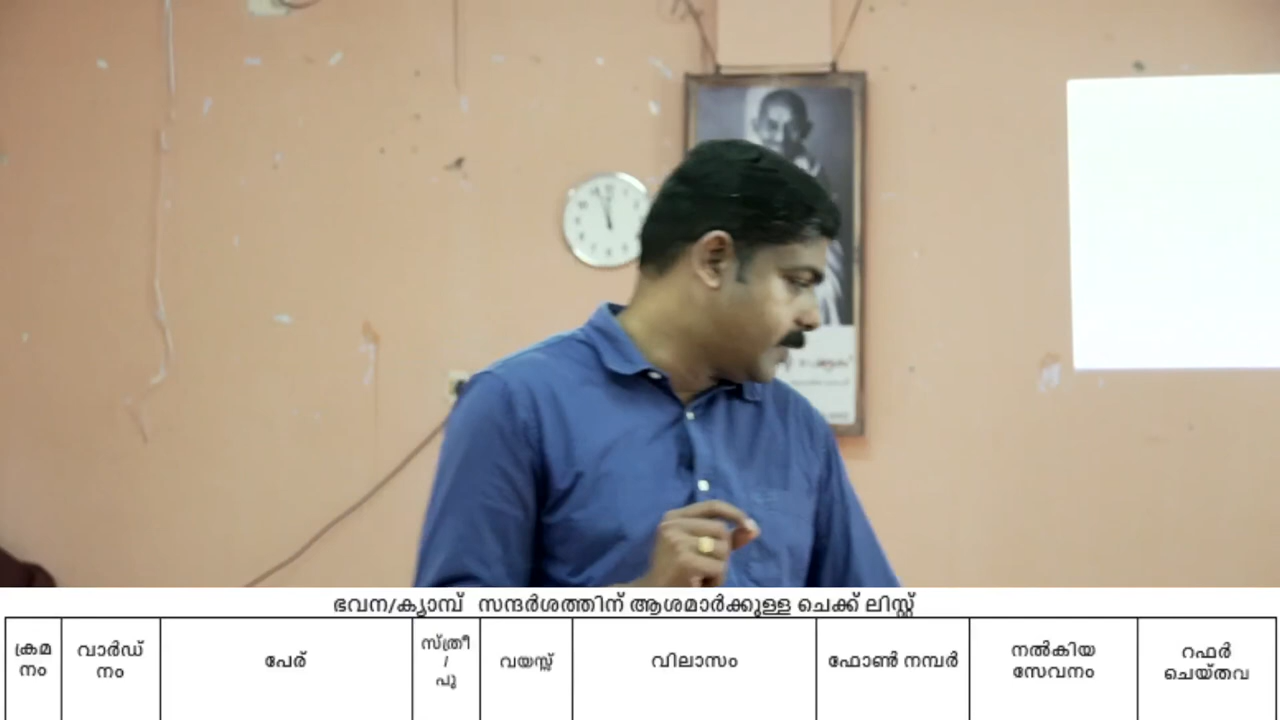 ഭവന/ക്യാമ്പ് സന്ദർശത്തിന് ആശമാർക്കുള്ള ചെക്ക് ലിസ്റ്റ്
ക്രമ നം
വാർഡ് നം
പേര്
സ്ത്രീ / പു
വയസ്സ്
വിലാസം
ഫോൺ നമ്പർ
നൽകിയ സേവനം
റഫർ ചെയ്തവ